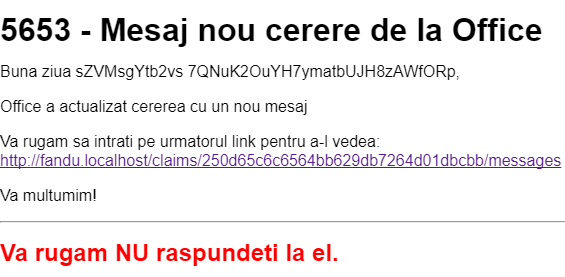 5653 - Mesaj nou cerere de la Office
Buna ziua sZVMsgYtb2vs 7QNuK2OuYH7ymatbUJH8zAWfORp,
Office a actualizat cererea cu un nou mesaj
Va rugam sa intrati pe urmatorul link pentru a-l vedea:
http://fandu.localhost/claims/250d65c6c6564bb629db7264d01dbcbb/messages
Va multumim!
Va rugam NU raspundeti la el.